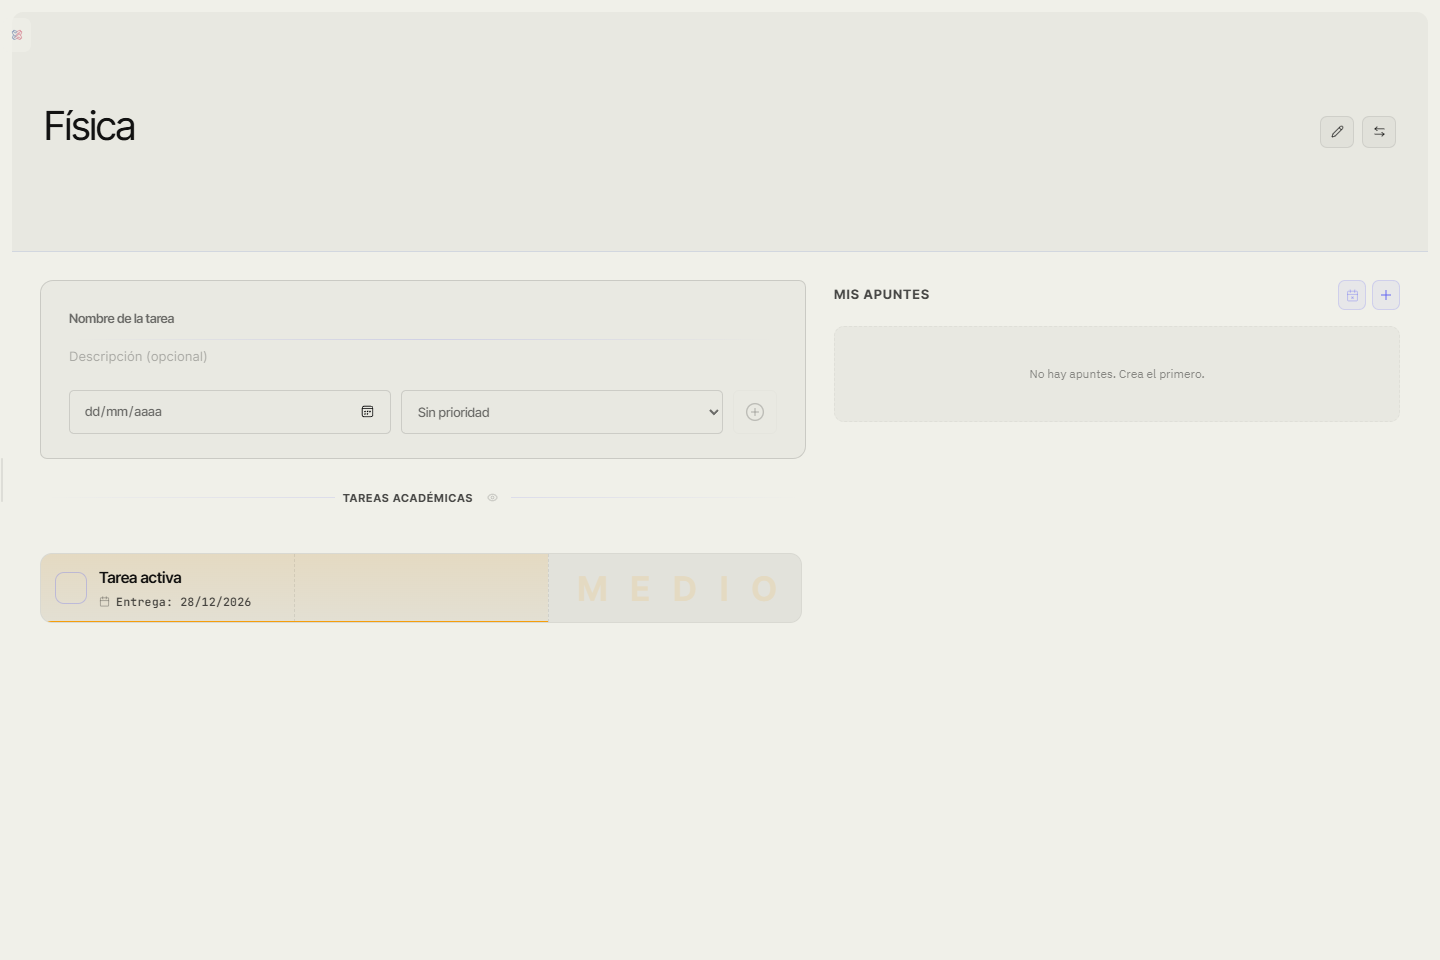 Física
Nombre de la tarea
Descripción (opcional)
dd/mm/aaaa
Sin prioridad
TAREAS ACADÉMICAS
Tarea activa
Entrega: 28/12/2026
MEDIO
MIS APUNTES
No hay apuntes. Crea el primero.